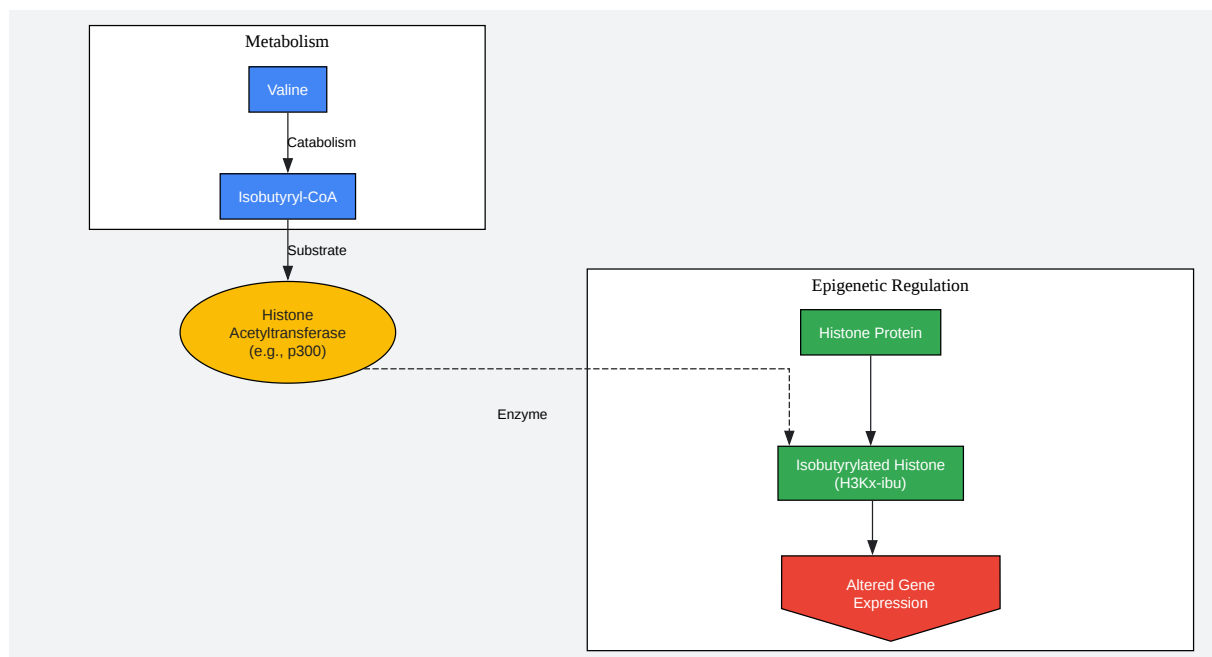 Metabolism
Valine
Catabolism
Isobutyryl-CoA
Substrate
Histone
Acetyltransferase
(e.g., p300)
Enzyme
Epigenetic Regulation
Histone Protein
Isobutyrylated Histone
(H3Kx-ibu)
Altered Gene
Expression